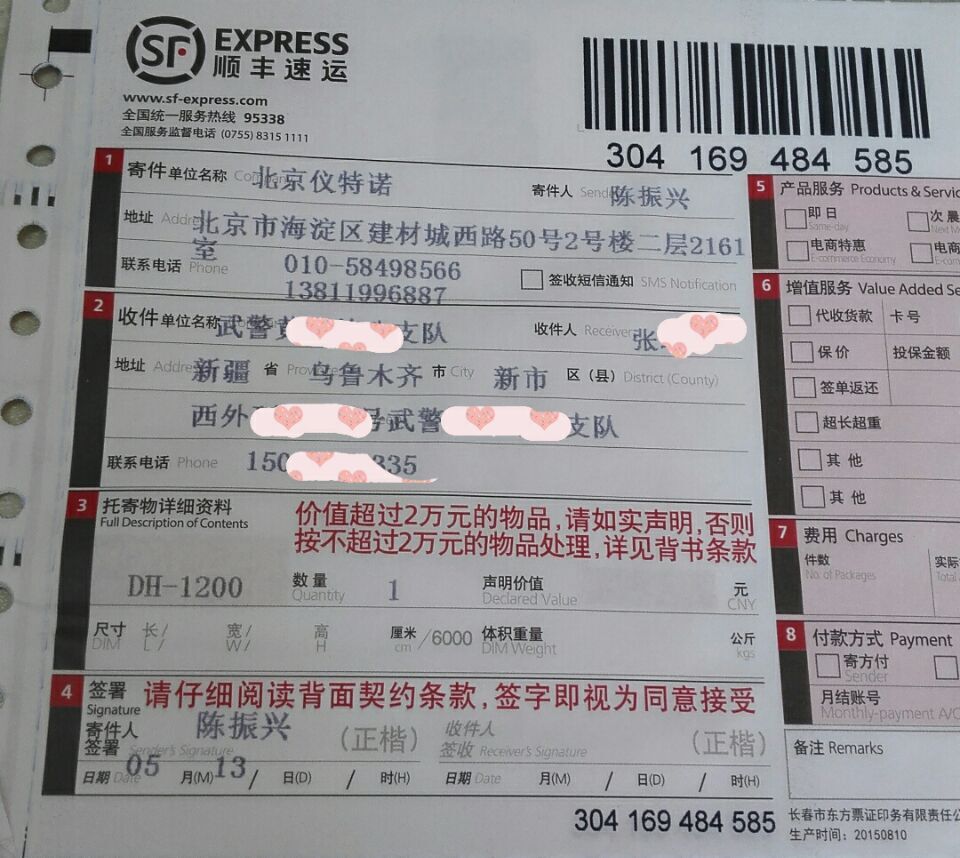 SF EXPRESS
顺丰速运
www.sf-express.com
全国统一服务热线 95338
全国服务监督电话 (0755) 8315 1111
304 169 484 585
1 寄件单位名称 北京仪特诺 寄件人 陈振兴
地址 北京市海淀区建材城西路50号2号楼二层2161
室
联系电话 Phone 010-58498566
13811996887
签收短信通知 SMS Notification
2 收件单位名称 武警 支队 收件人 Receiver 张
地址 新疆 省 乌鲁木齐 市 City 新市 区(县) District (County)
西外 号武警 支队
联系电话 Phone 150 335
3 托寄物详细资料
Full Description of Contents
价值超过2万元的物品,请如实声明,否则
按不超过2万元的物品处理,详见背书条款
DH-1200 数量 Quantity 1 声明价值 Declared Value 元 CNY
尺寸 DIM 长/ L/ 宽/ W/ 高 H 厘米 cm /6000 体积重量 DIM Weight 公斤 kgs
4 签署 Signature 请仔细阅读背面契约条款,签字即视为同意接受
寄件人签署 Sender's Signature 陈振兴 (正楷) 收件人签收 Receiver's Signature (正楷)
日期 Date 05 月(M) 13 / 日(D) / 时(H) 日期 Date 月(M) / 日(D) / 时(H)
304 169 484 585
5 产品服务 Products & Servic
即日 Same-day 次晨
电商特惠 E-commerce Economy 电商
6 增值服务 Value Added Se
代收货款 卡号
保价 投保金额
签单返还
超长超重
其他
其他
7 费用 Charges
件数 No. of Packages 实际
8 付款方式 Payment
寄方付 Sender
月结账号
Monthly-payment A/C
备注 Remarks
长春市东方票证印务有限责任公
生产时间: 20150810